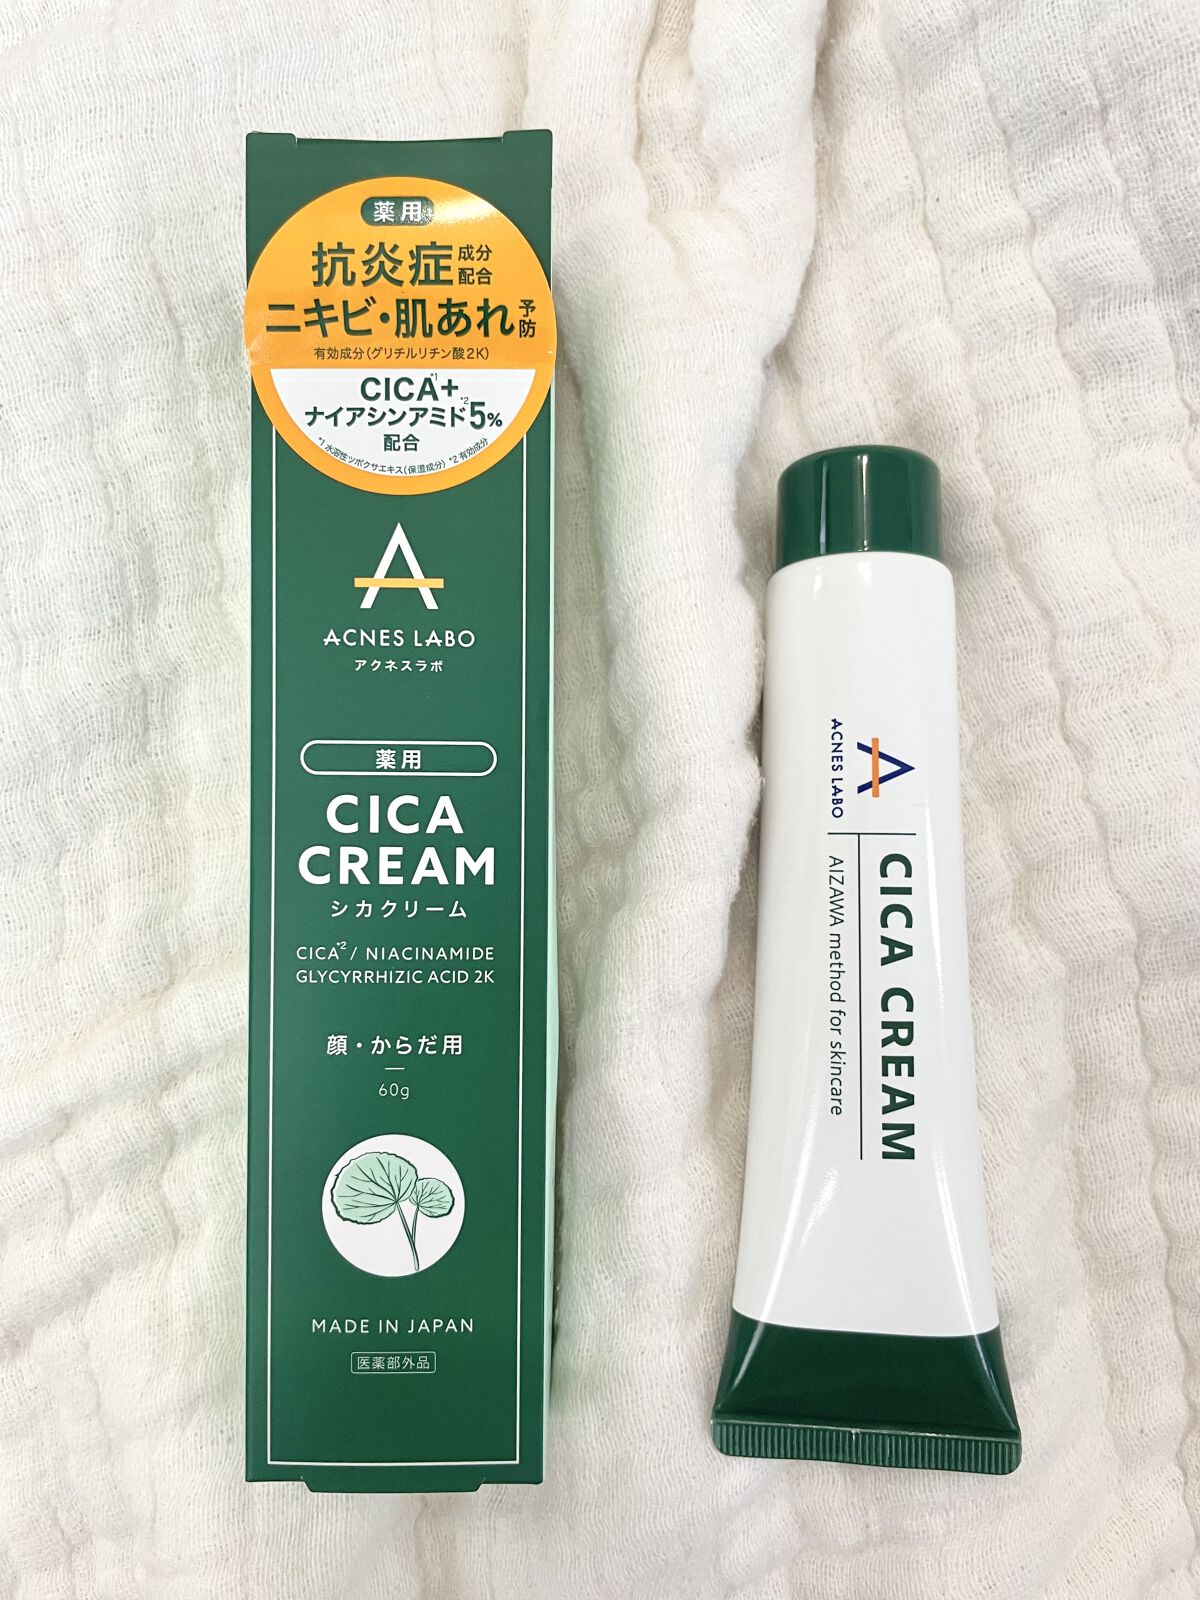 薬用
抗炎症成分配合
ニキビ・肌あれ予防
有効成分(グリチルリチン酸2K)
CICA*1+
ナイアシンアミド*25%
配合
*1 水溶性ツボクサエキス(保湿成分) *2 有効成分
A
ACNES LABO
アクネスラボ
薬用
CICA
CREAM
シカクリーム
CICA*2 / NIACINAMIDE
GLYCYRRHIZIC ACID 2K
顔・からだ用
60g
MADE IN JAPAN
医薬部外品
A
ACNES LABO
CICA CREAM
AIZAWA method for skincare